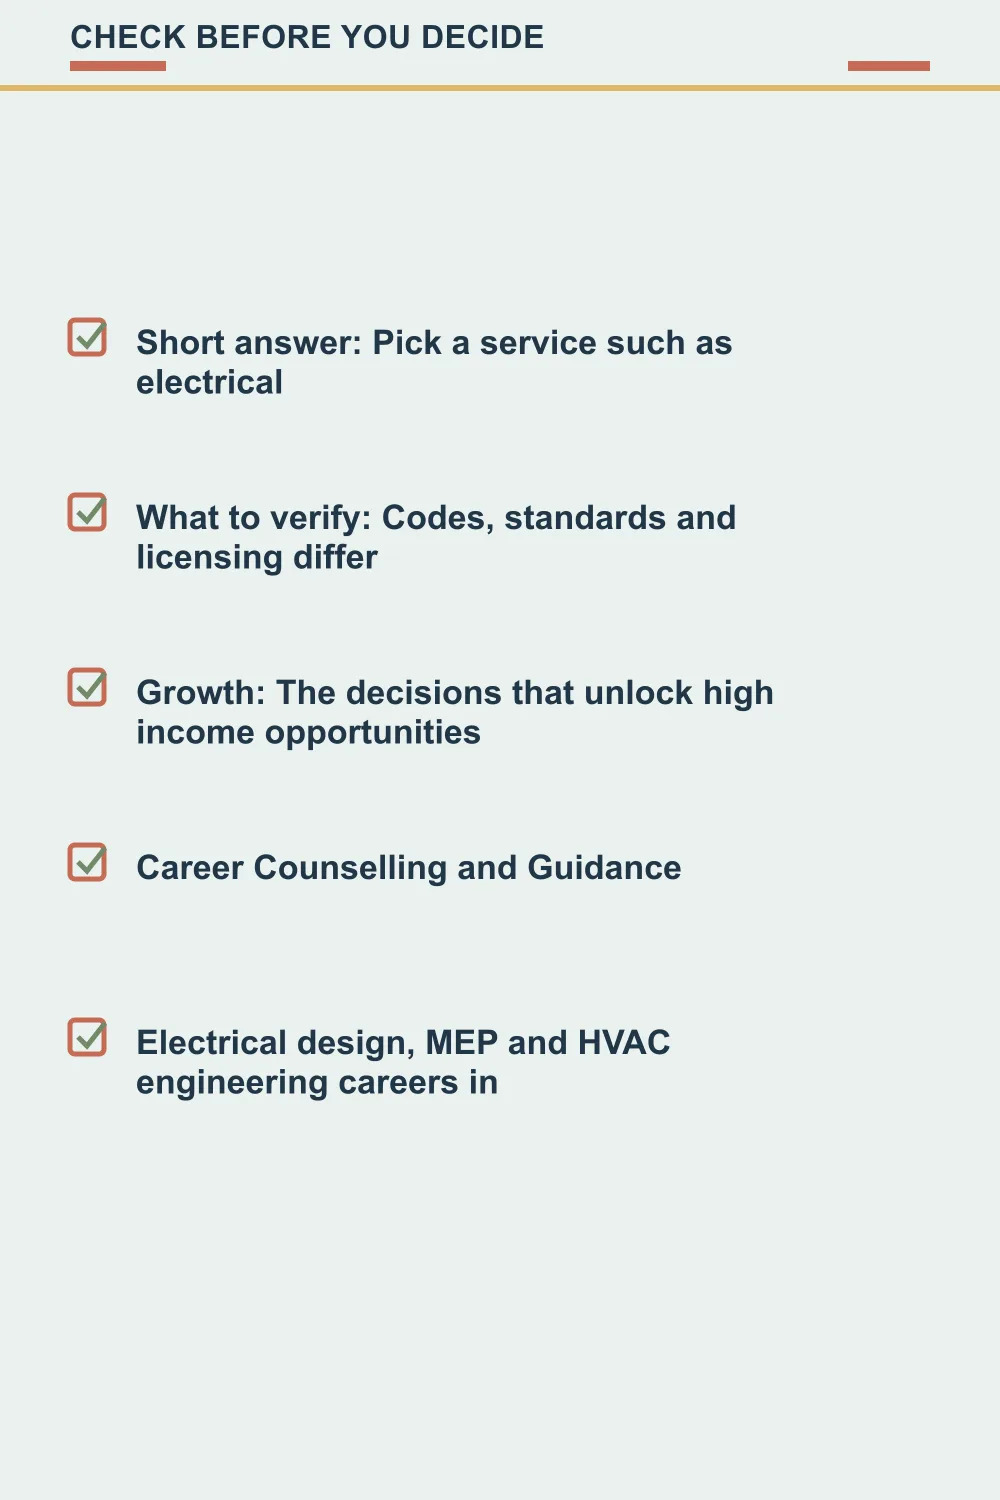 CHECK BEFORE YOU DECIDE
Short answer: Pick a service such as
electrical
What to verify: Codes, standards and
licensing differ
Growth: The decisions that unlock high
income opportunities
Career Counselling and Guidance
Electrical design, MEP and HVAC
engineering careers in